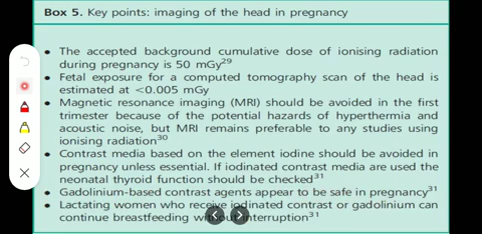 Box 5. Key points: imaging of the head in pregnancy
• The accepted background cumulative dose of ionising radiation
during pregnancy is 50 mGy²⁹
• Fetal exposure for a computed tomography scan of the head is
estimated at <0.005 mGy
• Magnetic resonance imaging (MRI) should be avoided in the first
trimester because of the potential hazards of hyperthermia and
acoustic noise, but MRI remains preferable to any studies using
ionising radiation³⁰
• Contrast media based on the element iodine should be avoided in
pregnancy unless essential. If iodinated contrast media are used the
neonatal thyroid function should be checked³¹
• Gadolinium-based contrast agents appear to be safe in pregnancy³¹
• Lactating women who receive iodinated contrast or gadolinium can
continue breastfeeding without interruption³¹